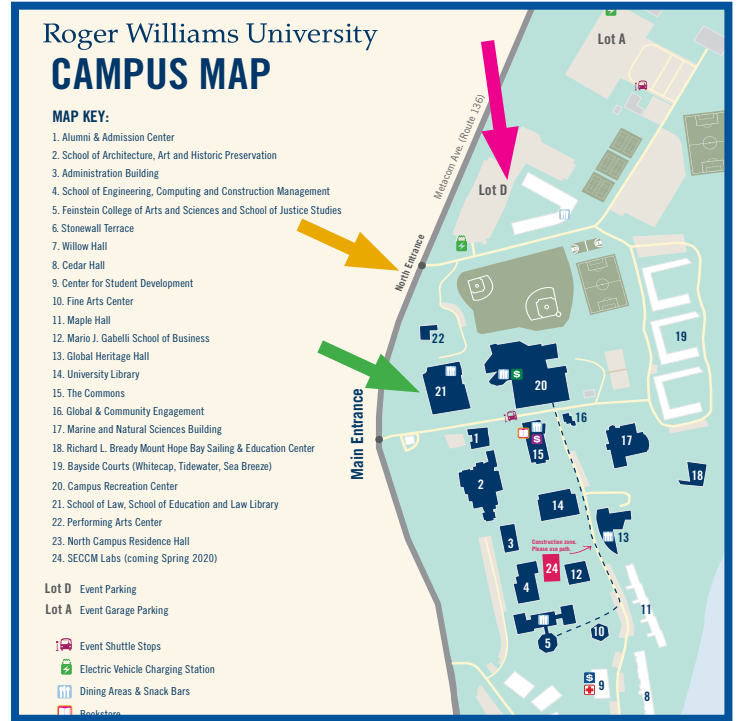 Roger Williams University
CAMPUS MAP
MAP KEY:
1. Alumni & Admission Center
2. School of Architecture, Art and Historic Preservation
3. Administration Building
4. School of Engineering, Computing and Construction Management
5. Feinstein College of Arts and Sciences and School of Justice Studies
6. Stonewall Terrace
7. Willow Hall
8. Cedar Hall
9. Center for Student Development
10. Fine Arts Center
11. Maple Hall
12. Mario J. Gabelli School of Business
13. Global Heritage Hall
14. University Library
15. The Commons
16. Global & Community Engagement
17. Marine and Natural Sciences Building
18. Richard L. Bready Mount Hope Bay Sailing & Education Center
19. Bayside Courts (Whitecap, Tidewater, Sea Breeze)
20. Campus Recreation Center
21. School of Law, School of Education and Law Library
22. Performing Arts Center
23. North Campus Residence Hall
24. SECCM Labs (coming Spring 2020)
Lot D Event Parking
Lot A Event Garage Parking
Event Shuttle Stops
Electric Vehicle Charging Station
Dining Areas & Snack Bars
Bookstore
Lot A
Metacom Ave. (Route 136)
Lot D
North Entrance
22
19
21
$
20
Main Entrance
16
1
$
15
17
18
2
14
13
3
Construction zone.
Please use path.
24
12
4
11
5
10
$
9
8